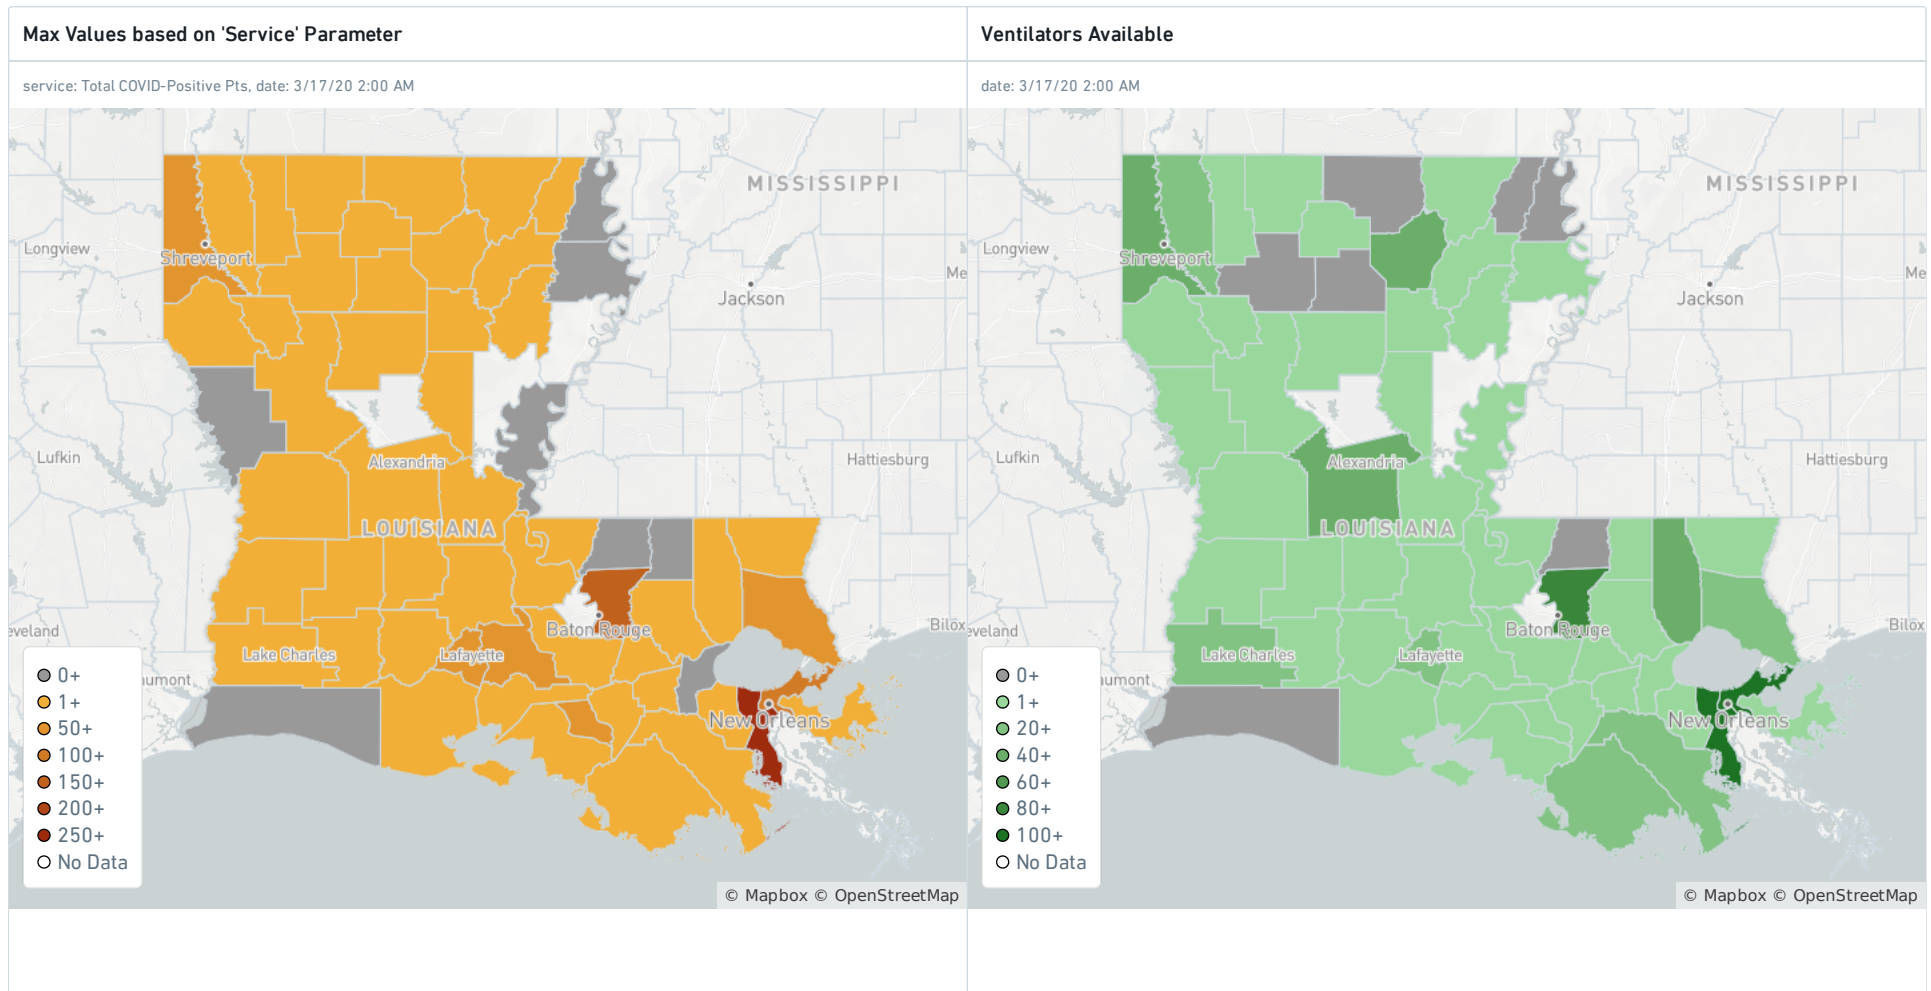 Max Values based on 'Service' Parameter
service: Total COVID-Positive Pts, date: 3/17/20 2:00 AM
MISSISSIPPI
Longview
Shreveport
Me
Jackson
Lufkin
Alexandria
Hattiesburg
LOUISIANA
eveland
Baton Rouge
Bilox
Lake Charles
Lafayette
aumont
New Orleans
0+
1+
50+
100+
150+
200+
250+
No Data
© Mapbox © OpenStreetMap
Ventilators Available
date: 3/17/20 2:00 AM
MISSISSIPPI
Longview
Shreveport
Me
Jackson
Lufkin
Alexandria
Hattiesburg
LOUISIANA
eveland
Baton Rouge
Bilox
Lake Charles
Lafayette
aumont
New Orleans
0+
1+
20+
40+
60+
80+
100+
No Data
© Mapbox © OpenStreetMap